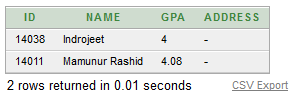 ID NAME GPA ADDRESS
14038 Indrojeet 4 -
14011 Mamunur Rashid 4.08 -
2 rows returned in 0.01 seconds CSV Export